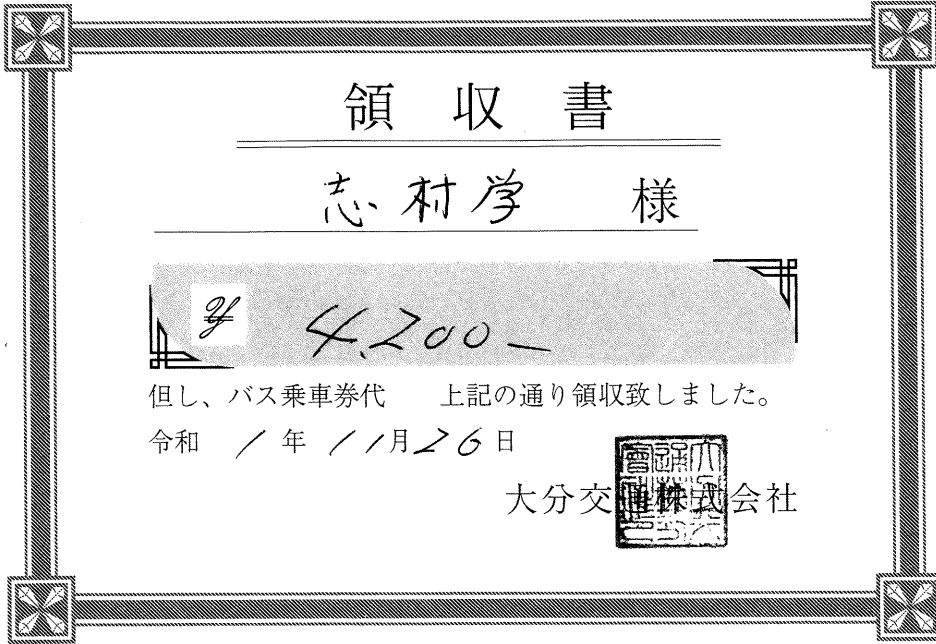 領収書
志村学 様
¥ 4,200-
但し、バス乗車券代 上記の通り領収致しました。
令和 1年 11月26日
大分交通株式会社